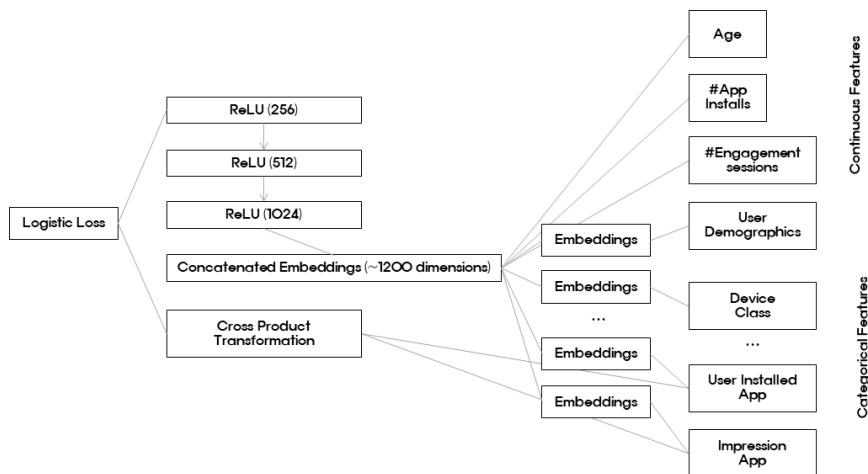 Age
#App
Installs
#Engagement
sessions
User
Demographics
Device
Class
...
User Installed
App
Impression
App
Continuous Features
Categorical Features
Embeddings
Embeddings
...
Embeddings
Embeddings
ReLU (256)
ReLU (512)
ReLU (1024)
Concatenated Embeddings (~1200 dimensions)
Cross Product
Transformation
Logistic Loss